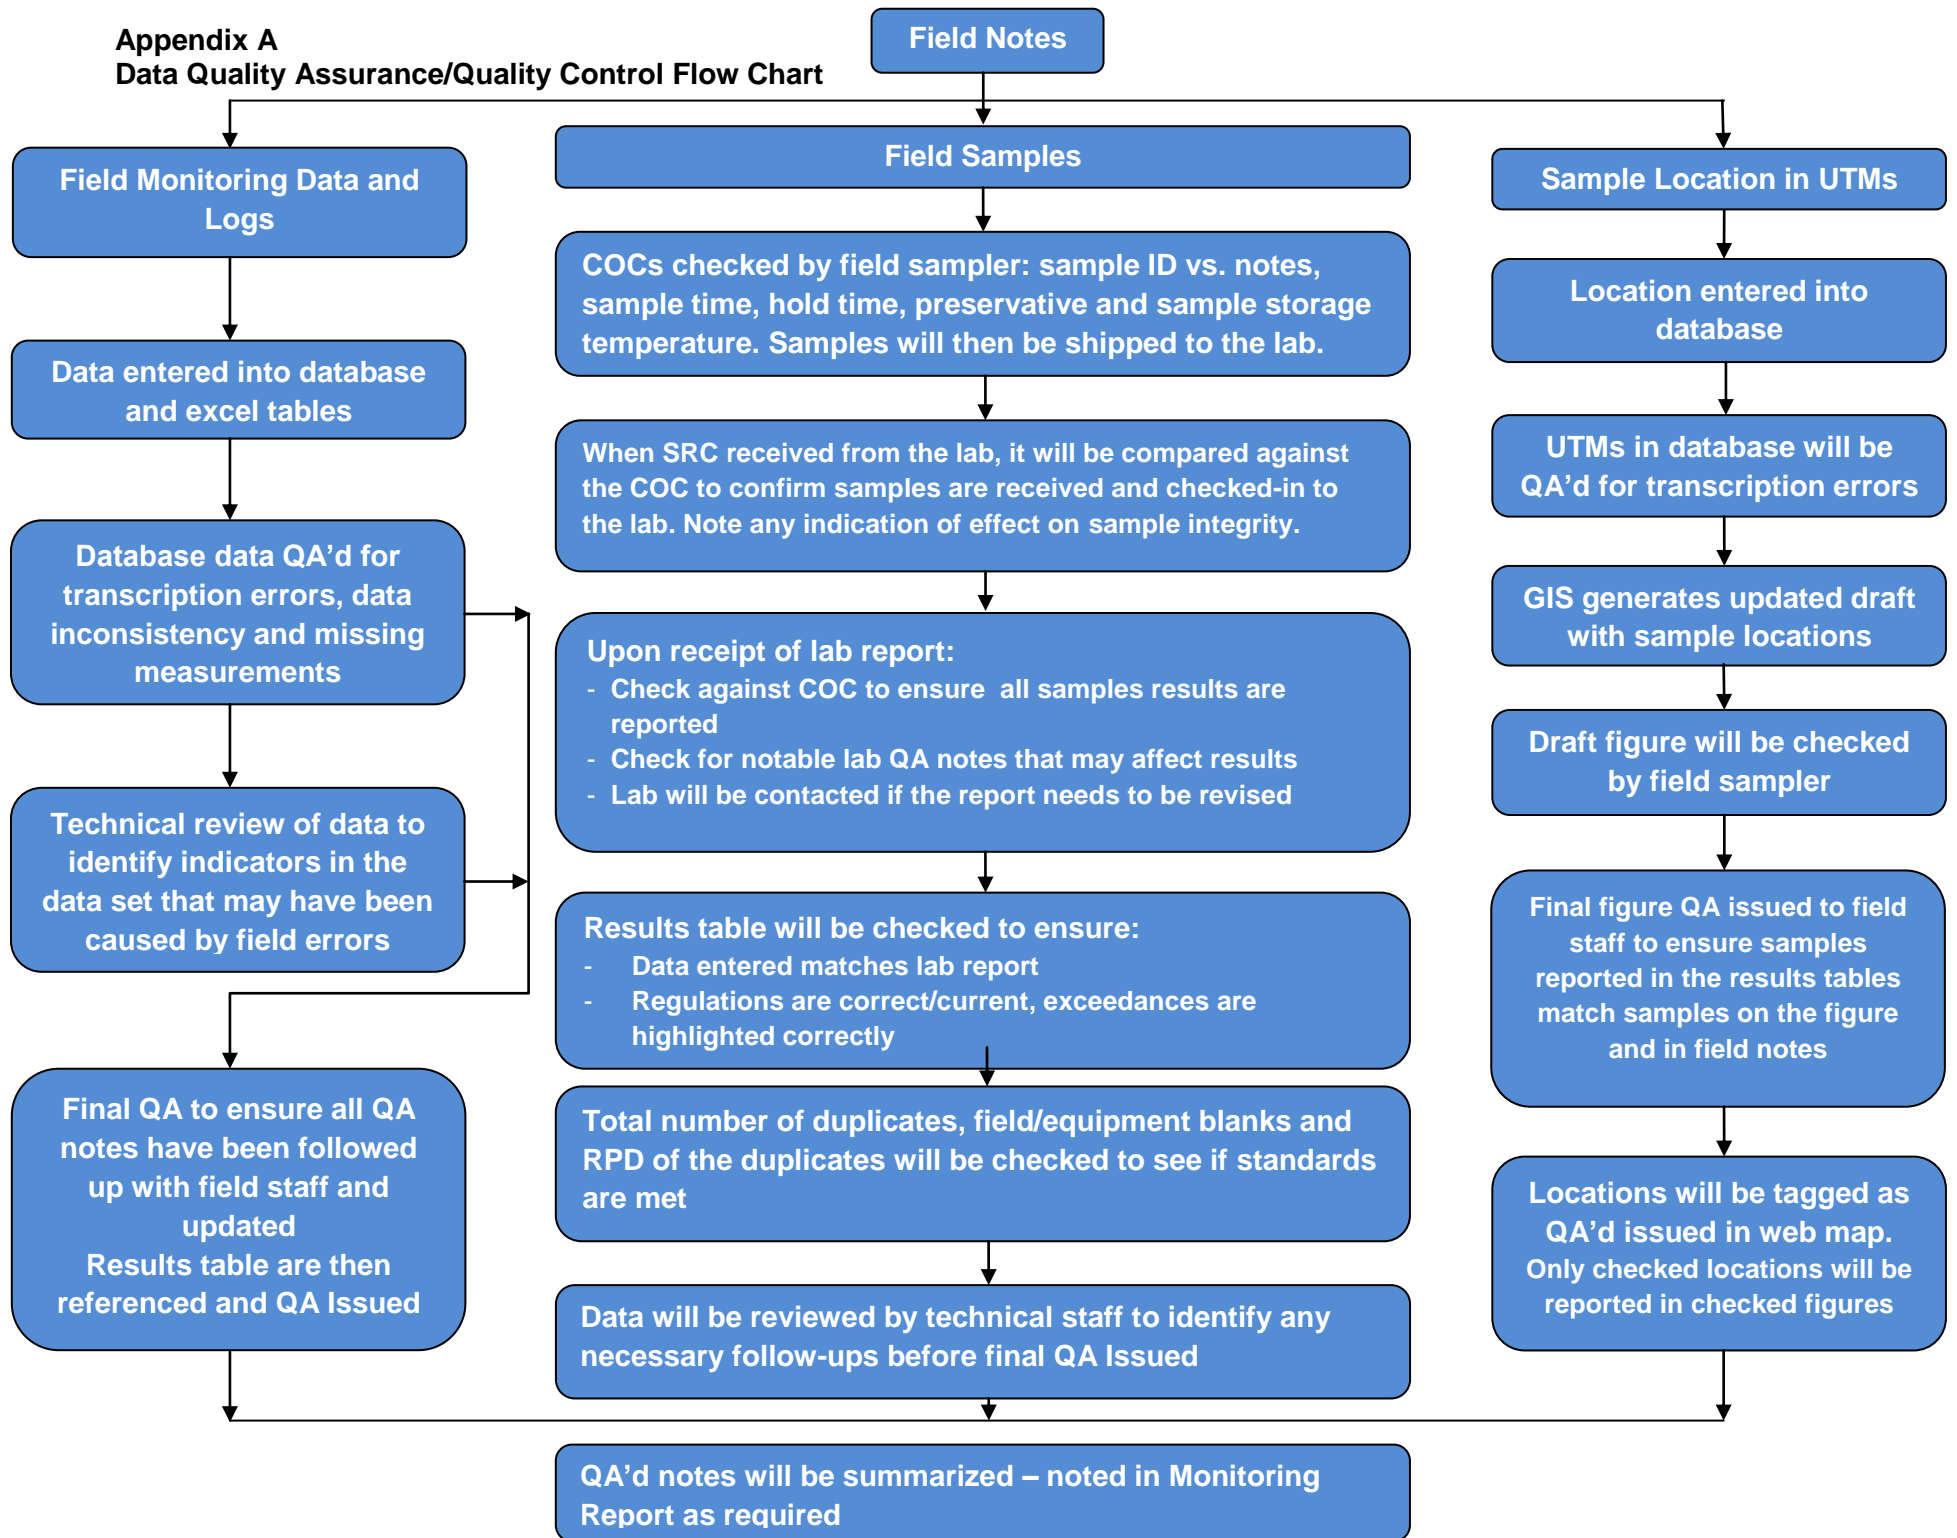 Appendix A
Data Quality Assurance/Quality Control Flow Chart
Field Notes
Field Monitoring Data and
Logs
Data entered into database
and excel tables
Database data QA’d for
transcription errors, data
inconsistency and missing
measurements
Technical review of data to
identify indicators in the
data set that may have been
caused by field errors
Final QA to ensure all QA
notes have been followed
up with field staff and
updated
Results table are then
referenced and QA Issued
Field Samples
COCs checked by field sampler: sample ID vs. notes,
sample time, hold time, preservative and sample storage
temperature. Samples will then be shipped to the lab.
When SRC received from the lab, it will be compared against
the COC to confirm samples are received and checked-in to
the lab. Note any indication of effect on sample integrity.
Upon receipt of lab report:
- Check against COC to ensure all samples results are
reported
- Check for notable lab QA notes that may affect results
- Lab will be contacted if the report needs to be revised
Results table will be checked to ensure:
- Data entered matches lab report
- Regulations are correct/current, exceedances are
highlighted correctly
Total number of duplicates, field/equipment blanks and
RPD of the duplicates will be checked to see if standards
are met
Data will be reviewed by technical staff to identify any
necessary follow-ups before final QA Issued
Sample Location in UTMs
Location entered into
database
UTMs in database will be
QA’d for transcription errors
GIS generates updated draft
with sample locations
Draft figure will be checked
by field sampler
Final figure QA issued to field
staff to ensure samples
reported in the results tables
match samples on the figure
and in field notes
Locations will be tagged as
QA’d issued in web map.
Only checked locations will be
reported in checked figures
QA’d notes will be summarized – noted in Monitoring
Report as required